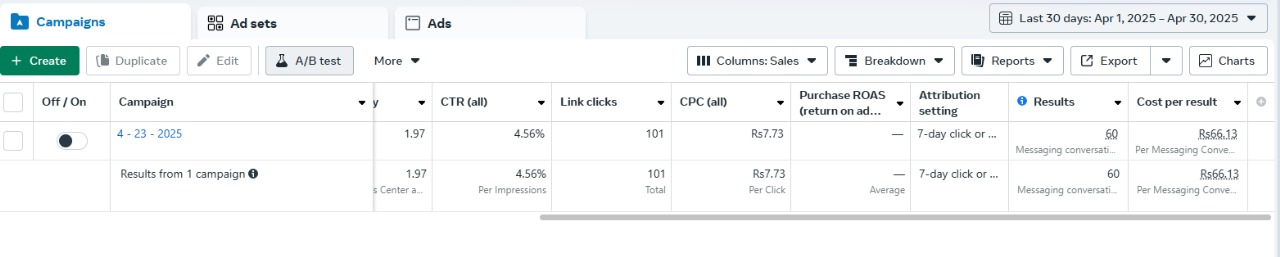 Campaigns
Ad sets
Ads
Last 30 days: Apr 1, 2025 – Apr 30, 2025
+ Create
Duplicate
Edit
A/B test
More
Columns: Sales
Breakdown
Reports
Export
Charts
Off / On
Campaign
y
CTR (all)
Link clicks
CPC (all)
Purchase ROAS
(return on ad...
Attribution
setting
Results
Cost per result
4 - 23 - 2025
1.97
4.56%
101
Rs7.73
—
7-day click or ...
60
Messaging conversati...
Rs66.13
Per Messaging Conve...
Results from 1 campaign
1.97
s Center a...
4.56%
Per Impressions
101
Total
Rs7.73
Per Click
—
Average
7-day click or ...
60
Messaging conversati...
Rs66.13
Per Messaging Conve...